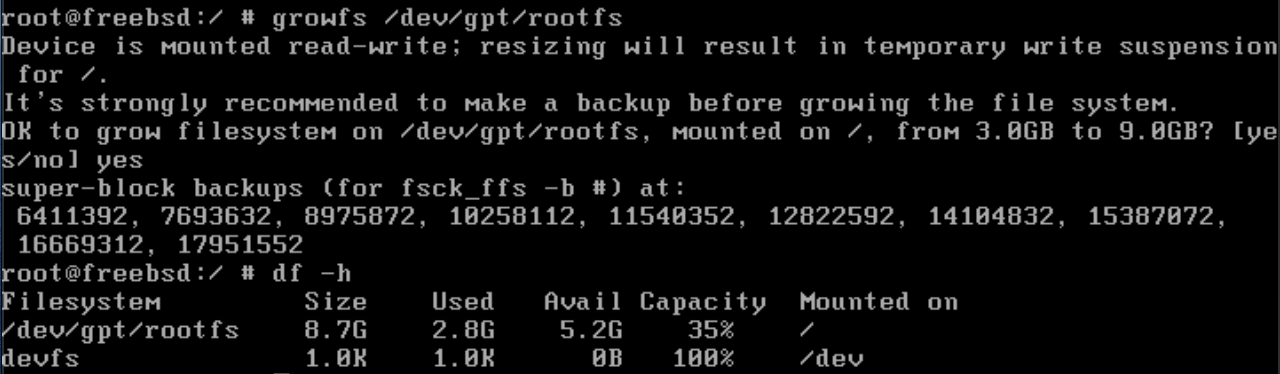 root@freebsd:/ # growfs /dev/gpt/rootfs
Device is mounted read-write; resizing will result in temporary write suspension
 for /.
It's strongly recommended to make a backup before growing the file system.
OK to grow filesystem on /dev/gpt/rootfs, mounted on /, from 3.0GB to 9.0GB? [ye
s/no] yes
super-block backups (for fsck_ffs -b #) at:
 6411392, 7693632, 8975872, 10258112, 11540352, 12822592, 14104832, 15387072,
 16669312, 17951552
root@freebsd:/ # df -h
Filesystem         Size    Used   Avail Capacity  Mounted on
/dev/gpt/rootfs    8.7G    2.8G    5.2G    35%    /
devfs              1.0K    1.0K      0B   100%    /dev